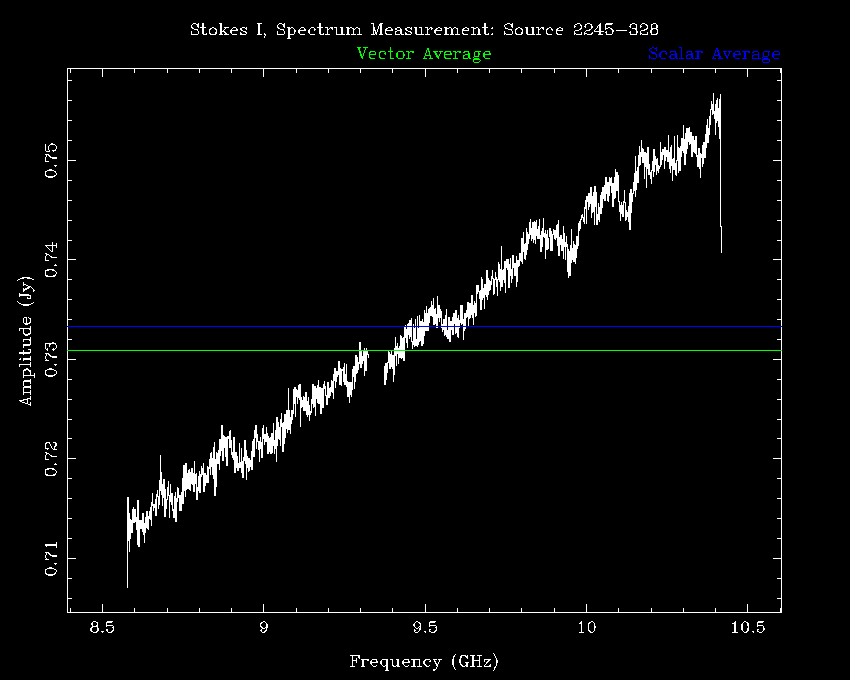 Stokes I, Spectrum Measurement: Source 2245-328
Vector Average Scalar Average
0.75
0.74
0.73
0.72
0.71
Amplitude (Jy)
8.5 9 9.5 10 10.5
Frequency (GHz)